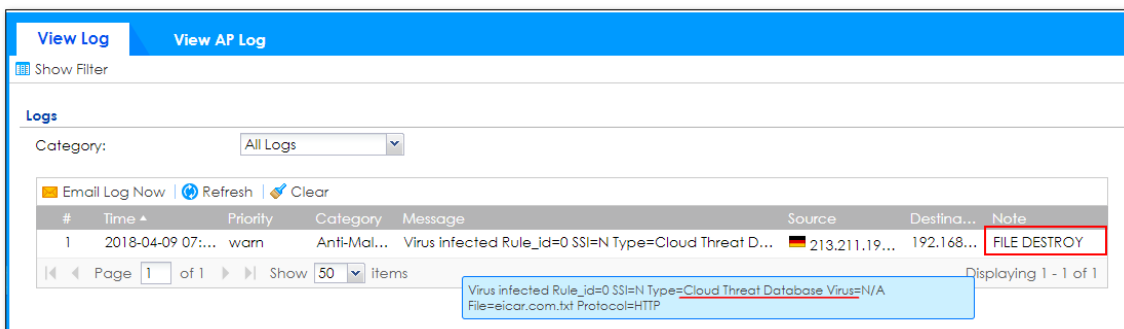 View Log View AP Log
Show Filter
Logs
Category: All Logs
Email Log Now Refresh Clear
# Time Priority Category Message Source Destina... Note
1 2018-04-09 07:... warn Anti-Mal... Virus infected Rule_id=0 SSI=N Type=Cloud Threat D... 213.211.19... 192.168... FILE DESTROY
Page 1 of 1 Show 50 items Displaying 1 - 1 of 1
Virus infected Rule_id=0 SSI=N Type=Cloud Threat Database Virus=N/A
File=eicar.com.txt Protocol=HTTP